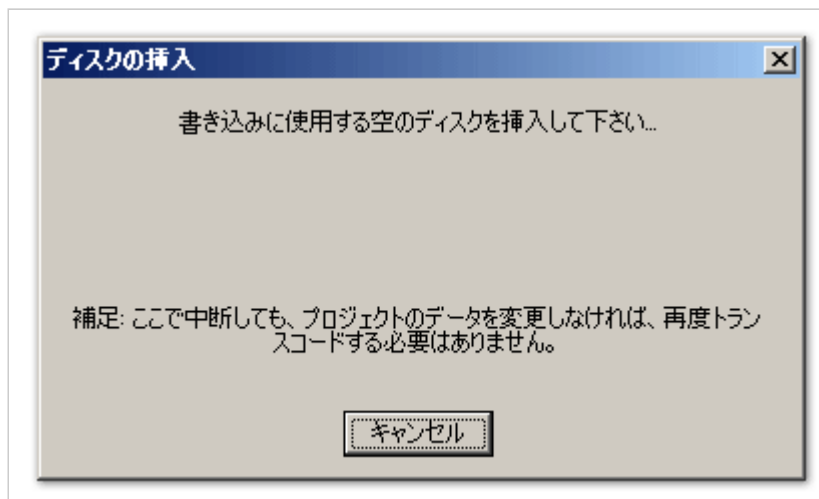 ディスクの挿入
書き込みに使用する空のディスクを挿入して下さい...
補足: ここで中断しても、プロジェクトのデータを変更しなければ、再度トラン
スコードする必要はありません。
キャンセル